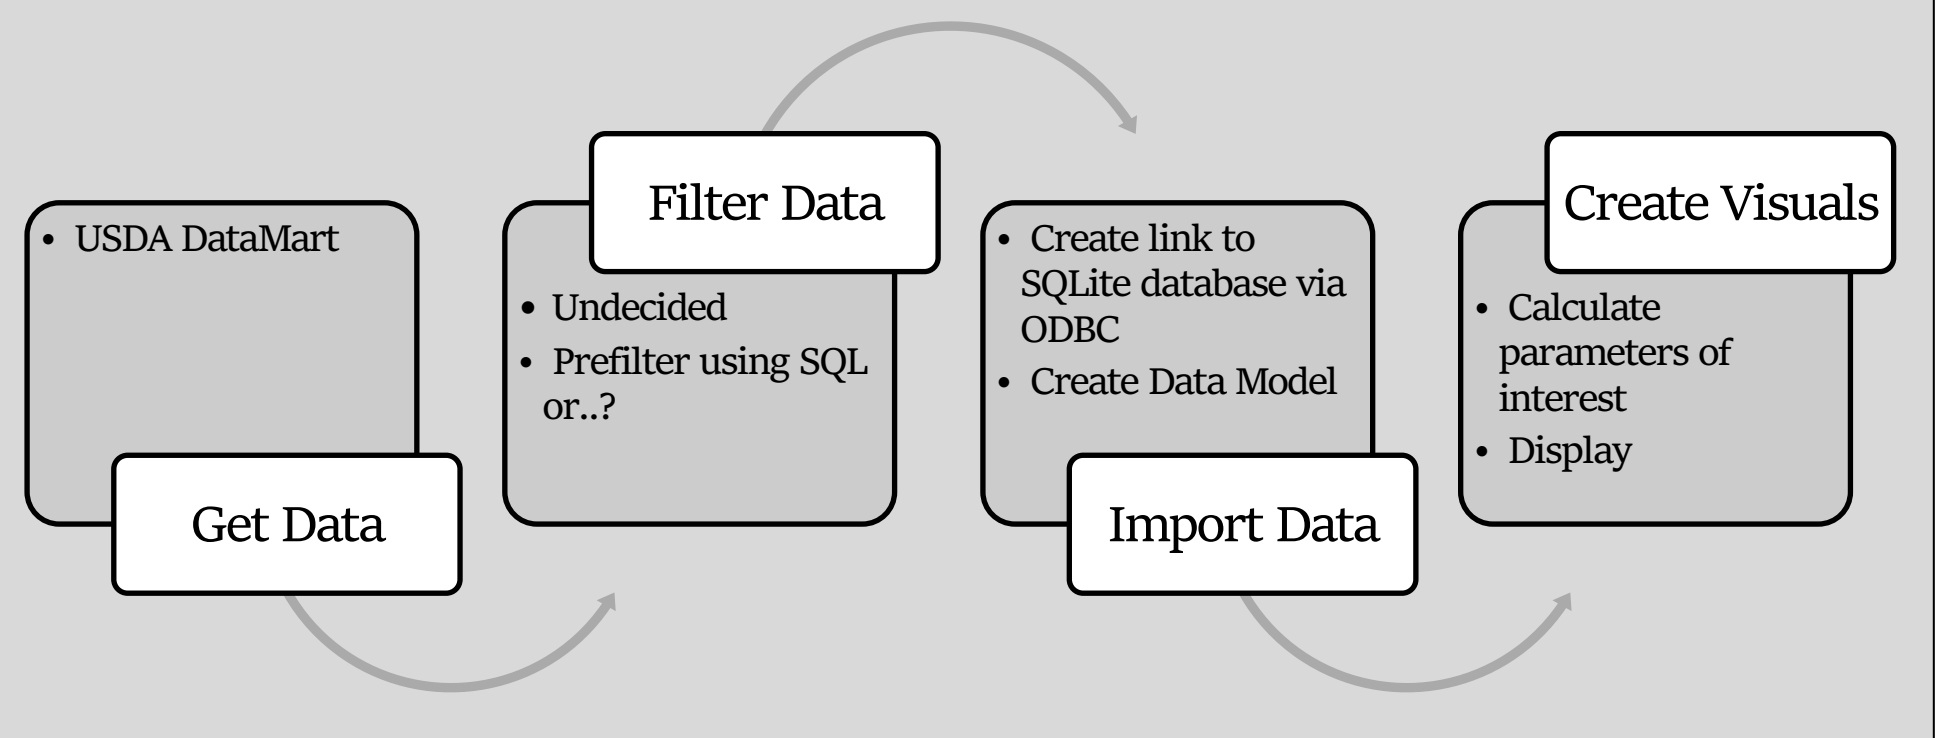 • USDA DataMart
Get Data
Filter Data
• Undecided
• Prefilter using SQL
or..?
• Create link to
SQLite database via
ODBC
• Create Data Model
Import Data
Create Visuals
• Calculate
parameters of
interest
• Display